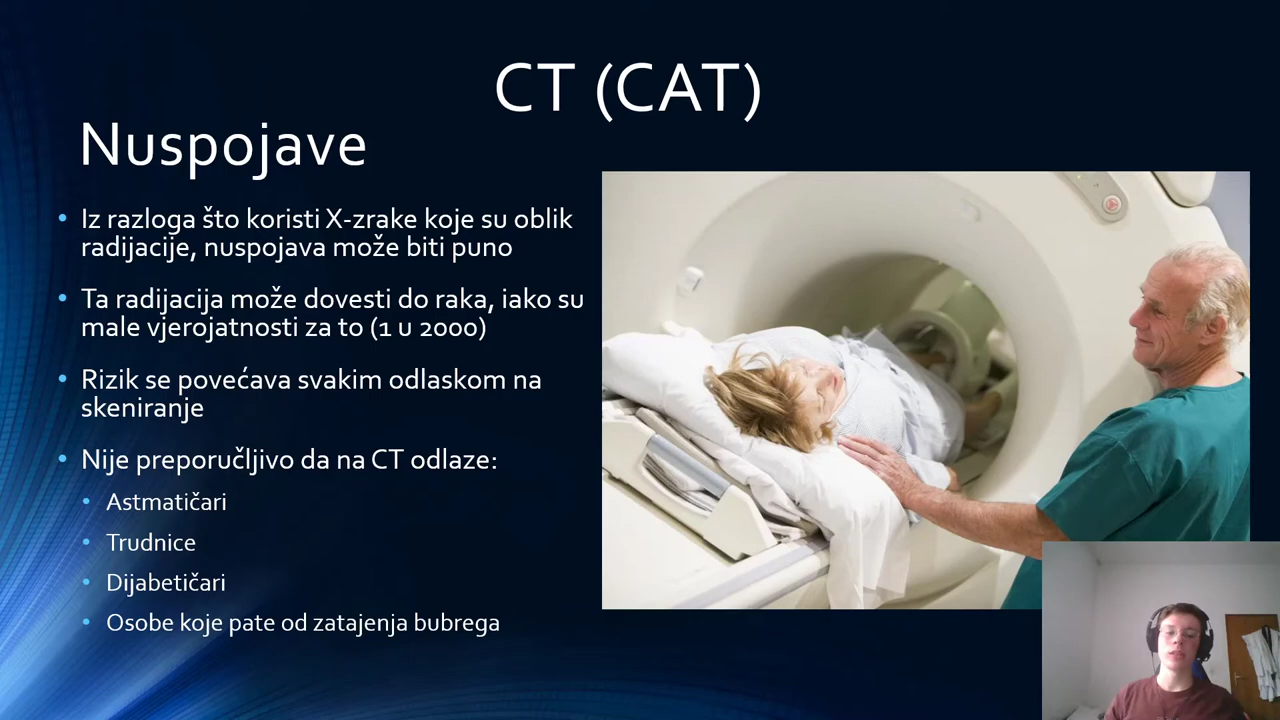 CT (CAT)
Nuspojave
Iz razloga što koristi X-zrake koje su oblik
radijacije, nuspojava može biti puno
Ta radijacija može dovesti do raka, iako su
male vjerojatnosti za to (1 u 2000)
Rizik se povećava svakim odlaskom na
skeniranje
Nije preporučljivo da na CT odlaze:
Astmatičari
Trudnice
Dijabetičari
Osobe koje pate od zatajenja bubrega